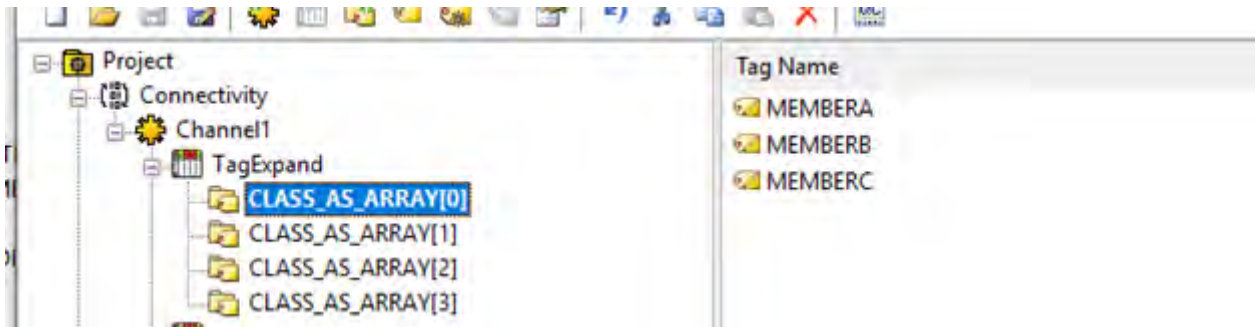 Project
Connectivity
Channel1
TagExpand
CLASS_AS_ARRAY[0]
CLASS_AS_ARRAY[1]
CLASS_AS_ARRAY[2]
CLASS_AS_ARRAY[3]
Tag Name
MEMBERA
MEMBERB
MEMBERC